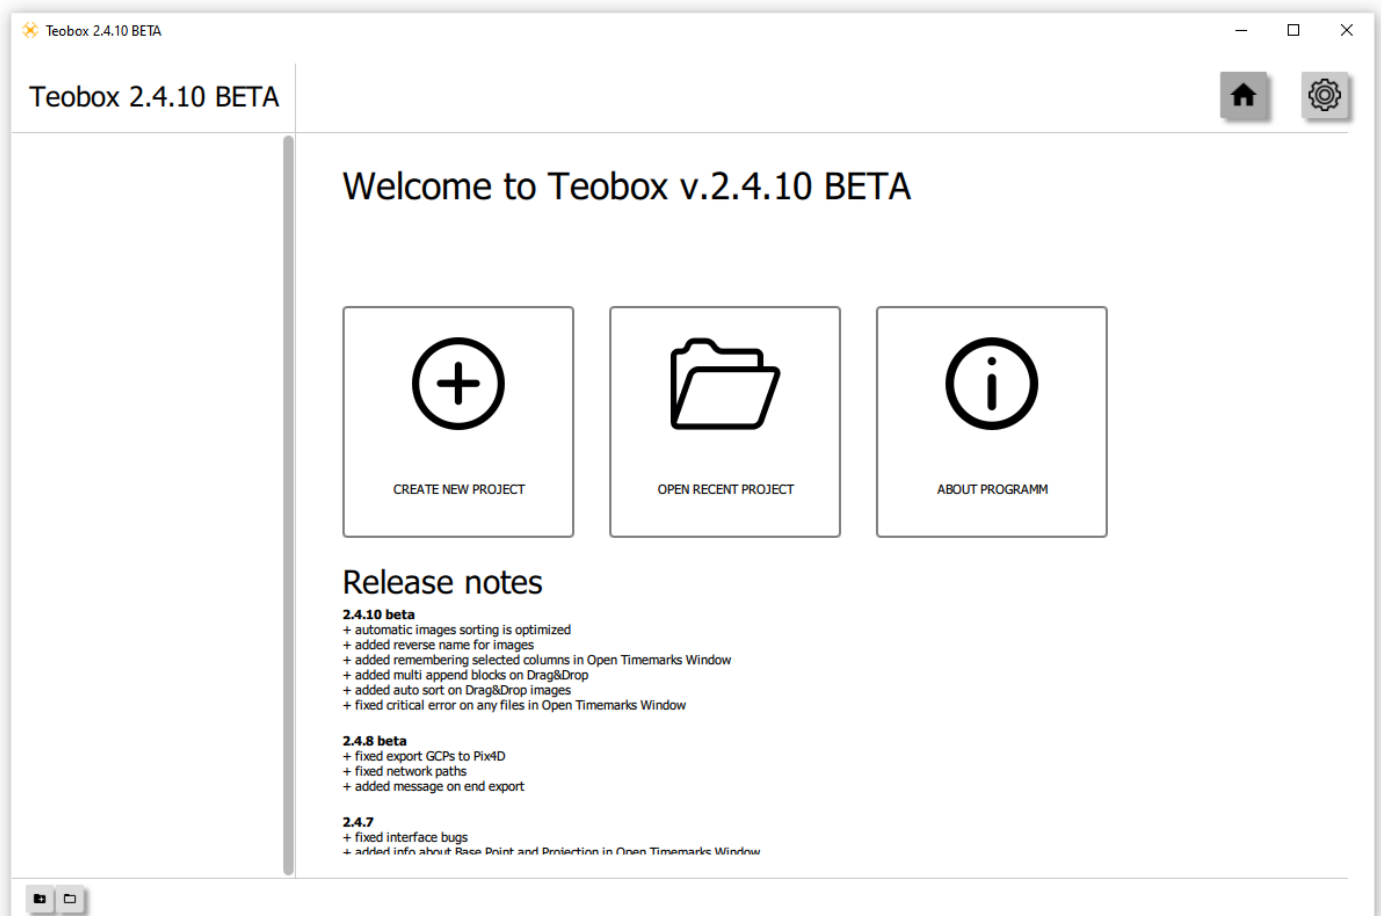 Teobox 2.4.10 BETA
Teobox 2.4.10 BETA
Welcome to Teobox v.2.4.10 BETA
CREATE NEW PROJECT
OPEN RECENT PROJECT
ABOUT PROGRAMM
Release notes
2.4.10 beta
+ automatic images sorting is optimized
+ added reverse name for images
+ added remembering selected columns in Open Timemarks Window
+ added multi append blocks on Drag&Drop
+ added auto sort on Drag&Drop images
+ fixed critical error on any files in Open Timemarks Window
2.4.8 beta
+ fixed export GCPs to Pix4D
+ fixed network paths
+ added message on end export
2.4.7
+ fixed interface bugs
+ added info about Base Point and Projection in Open Timemarks Window